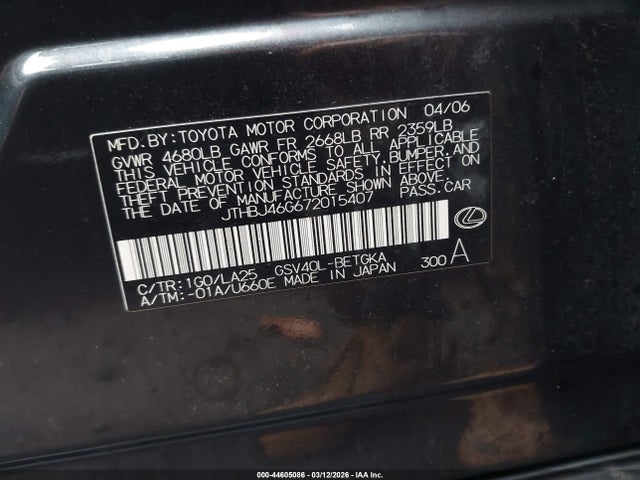 MFD. BY: TOYOTA MOTOR CORPORATION 04/06
GVWR 4680LB GAWR FR 2668LB RR 2359LB
THIS VEHICLE CONFORMS TO ALL APPLICABLE
FEDERAL MOTOR VEHICLE SAFETY, BUMPER, AND
THEFT PREVENTION STANDARDS IN EFFECT ON
THE DATE OF MANUFACTURE SHOWN ABOVE.
JTHBJ46G672015407 PASS. CAR
C/TR: 1G0/LA25 GSV40L-BETGKA 300 A
A/TM: -01A/U660E MADE IN JAPAN
000-44605086 - 03/12/2026 - IAA Inc.